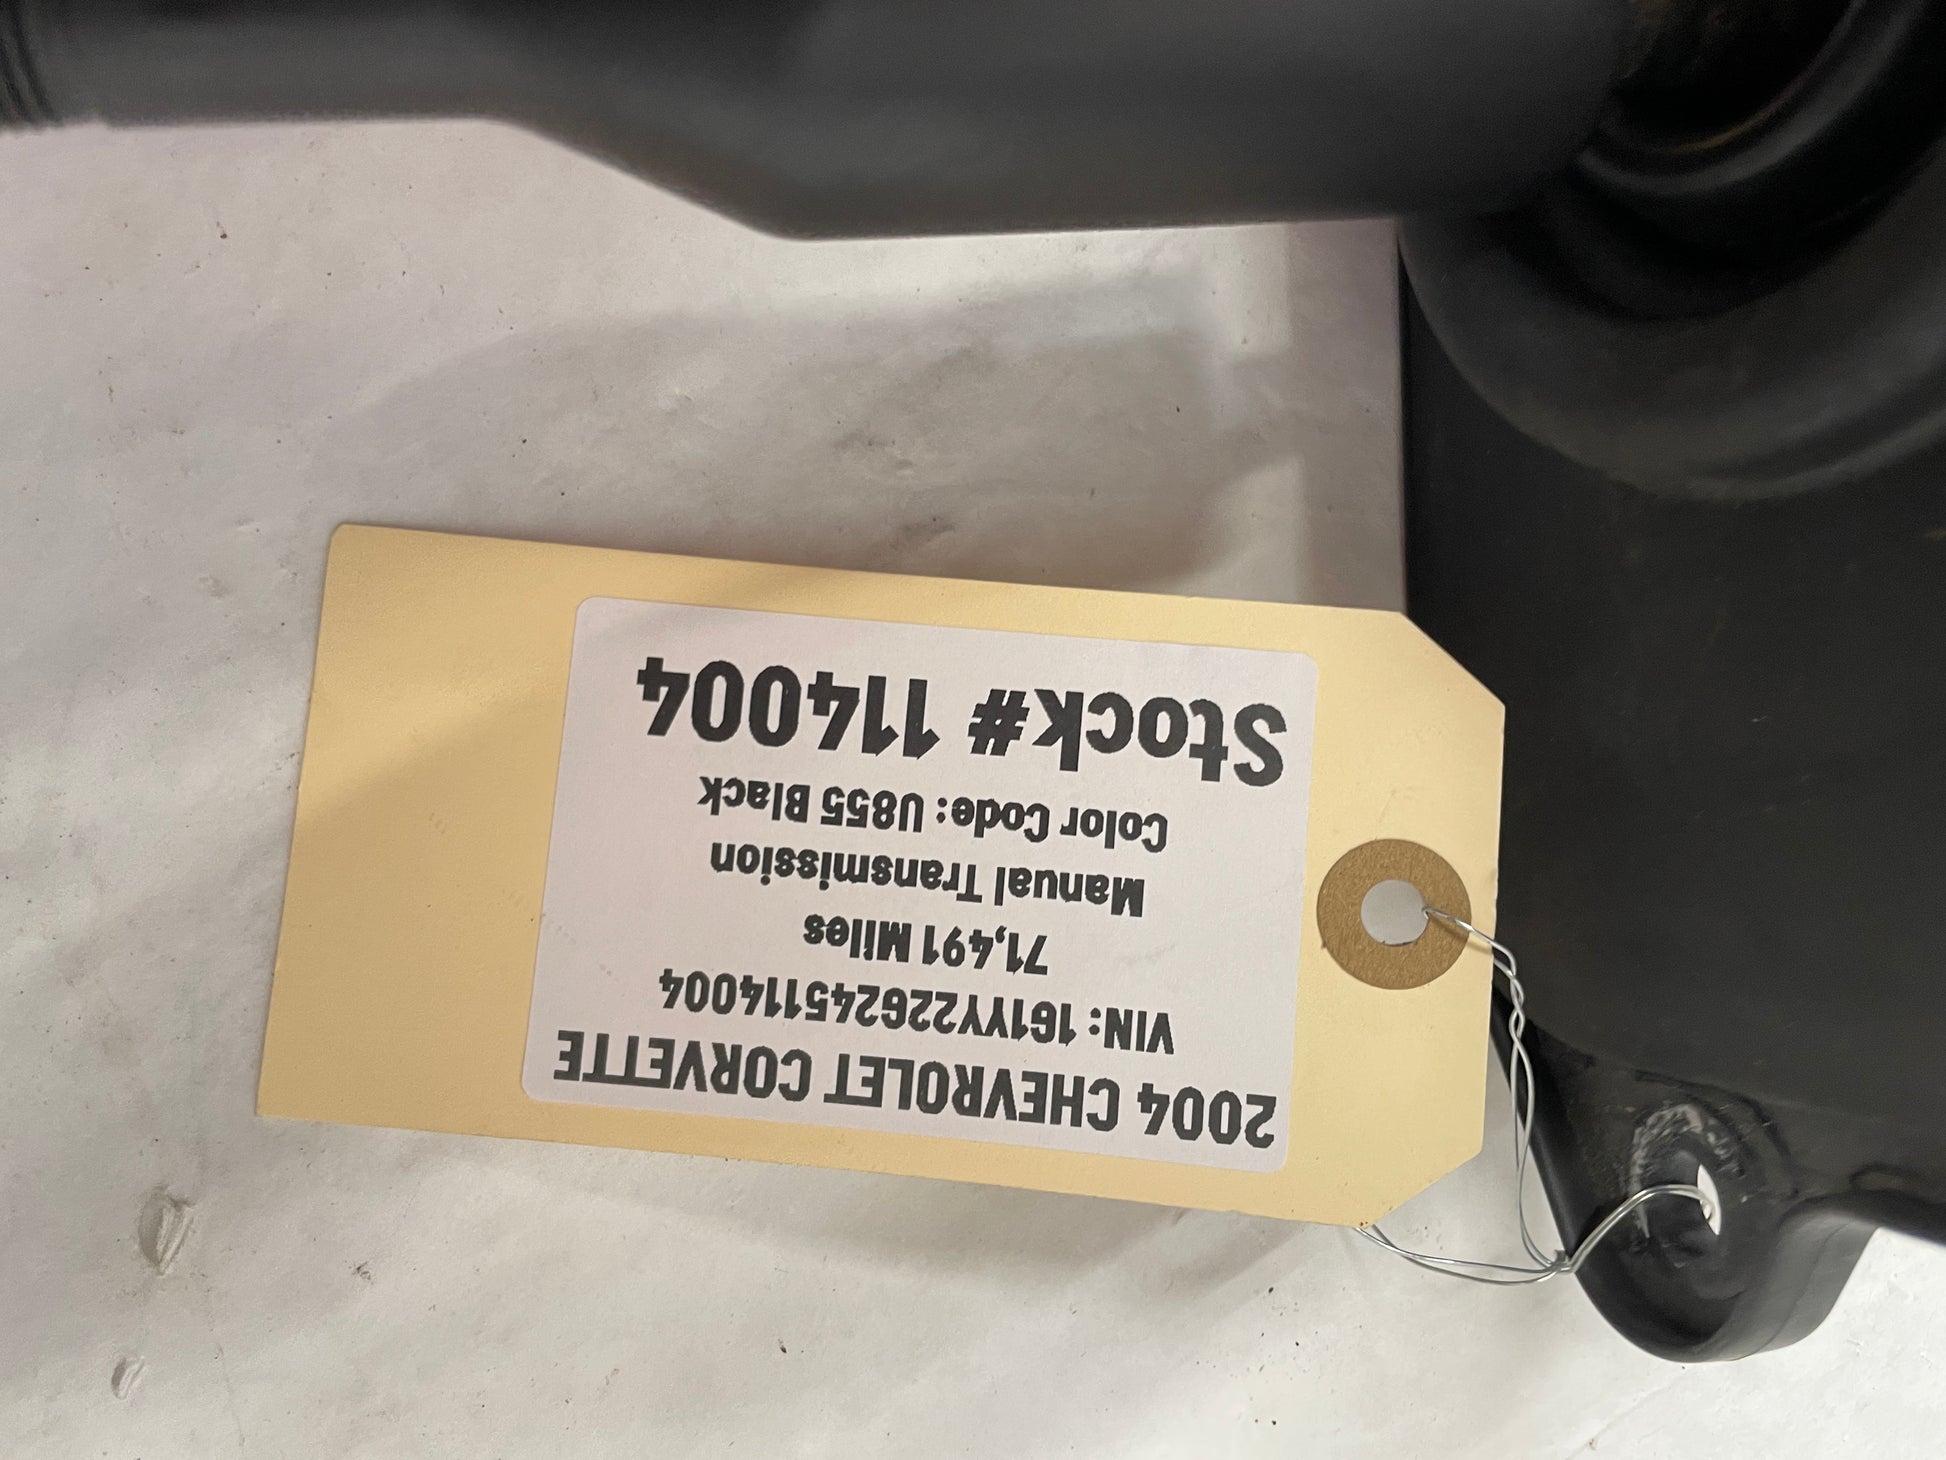 2004 CHEVROLET CORVETTE
VIN: 1G1YY22G245114004
71,491 Miles
Manual Transmission
Color Code: U855 Black
Stock# 114004